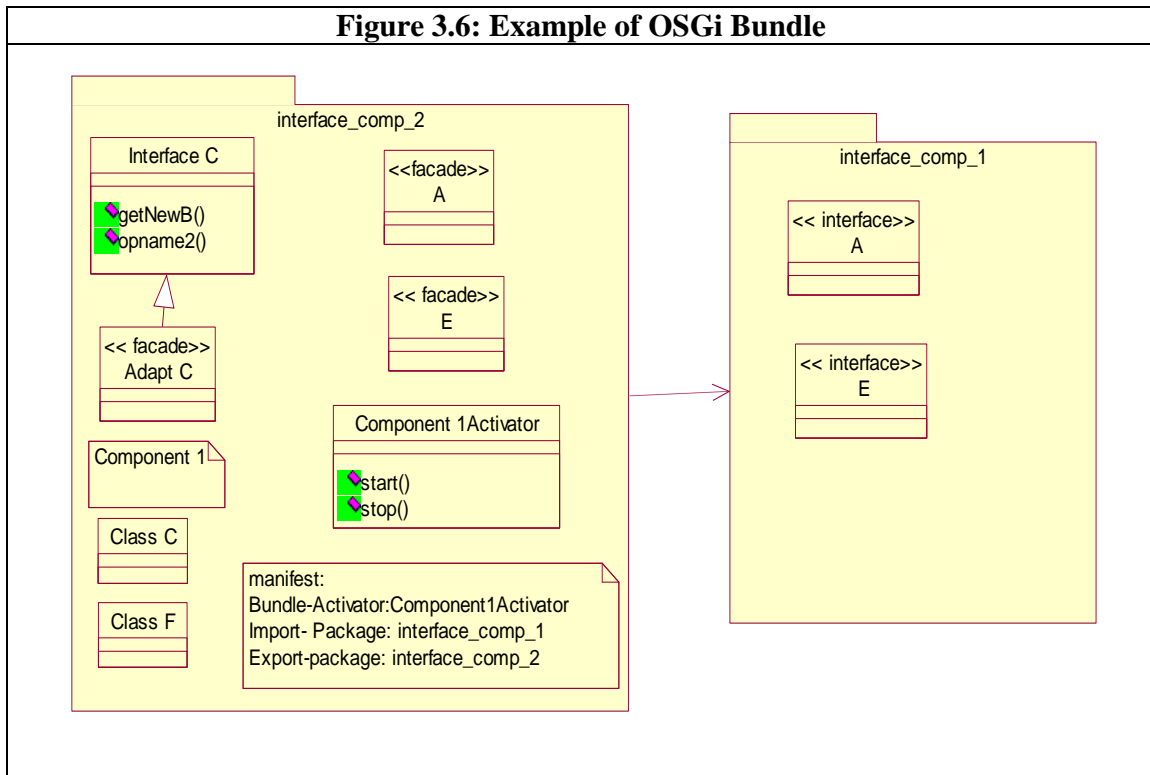 Figure 3.6: Example of OSGi Bundle
interface_comp_2
Interface C
getNewB()
opname2()
<<facade>>
A
<< facade>>
E
<< facade>>
Adapt C
Component 1
Component 1Activator
start()
stop()
Class C
Class F
manifest:
Bundle-Activator:Component1Activator
Import- Package: interface_comp_1
Export-package: interface_comp_2
interface_comp_1
<< interface>>
A
<< interface>>
E